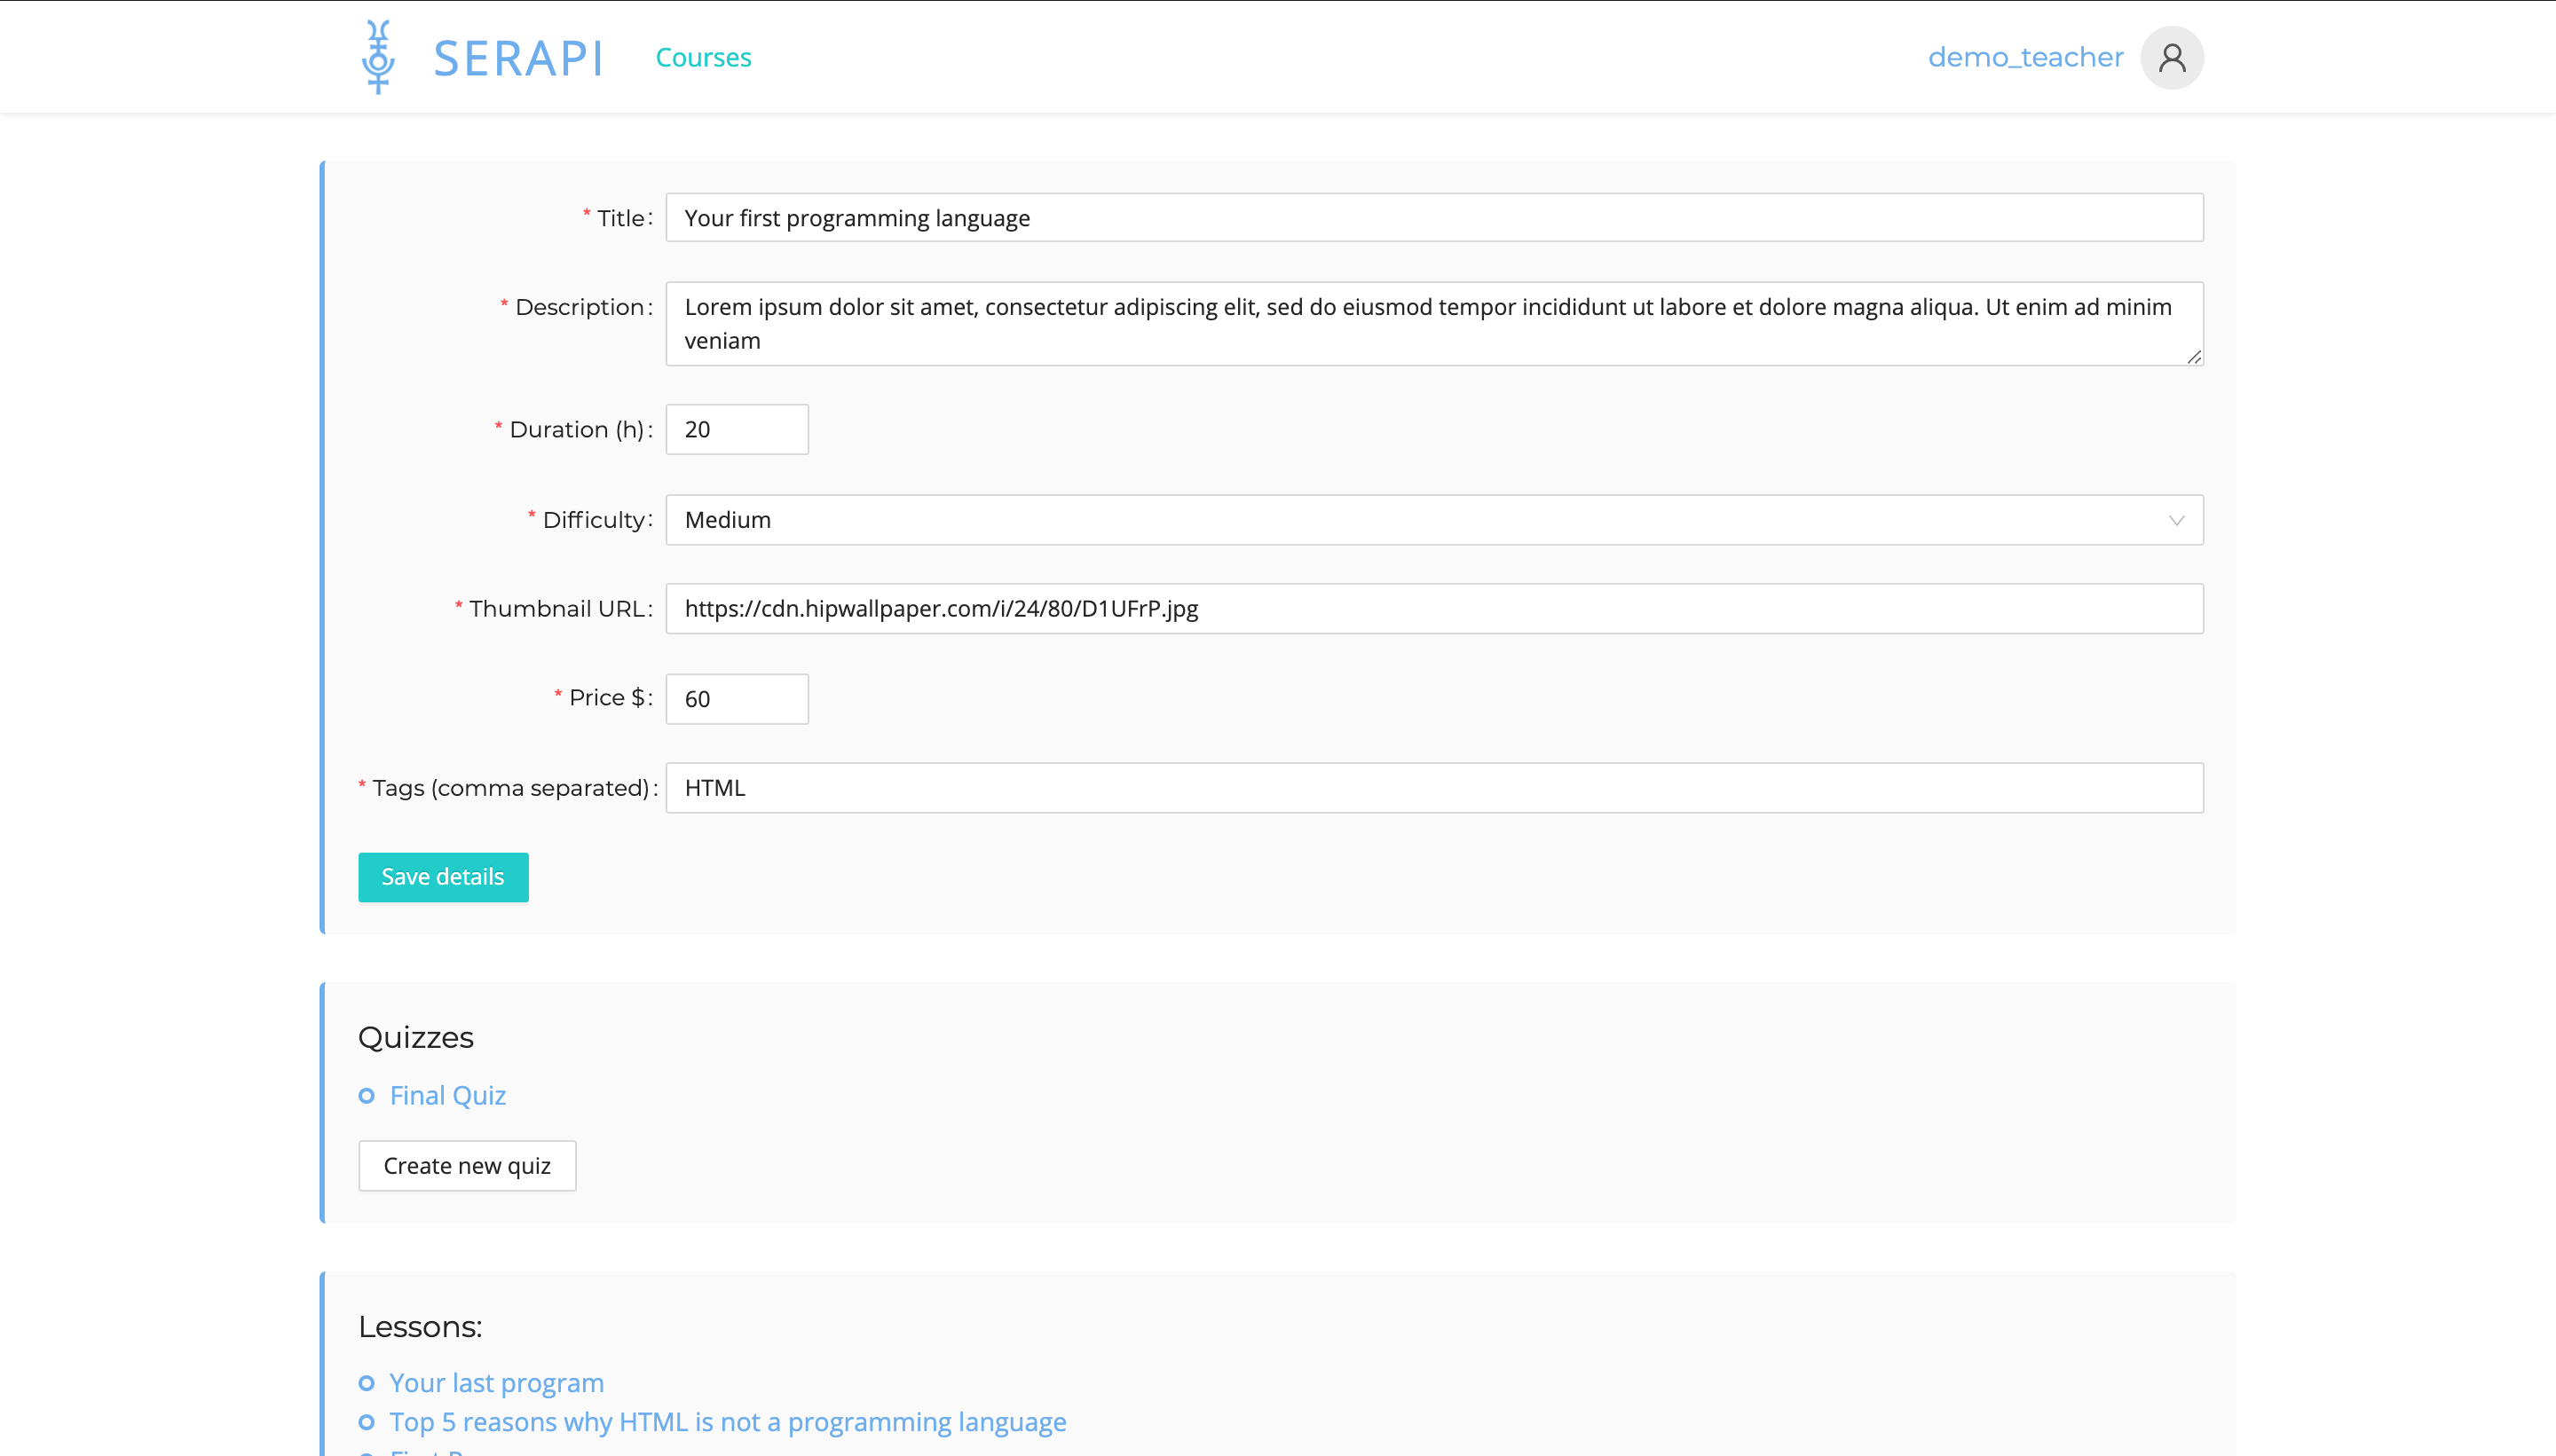 SERAPI
Courses
demo_teacher
* Title: Your first programming language
* Description: Lorem ipsum dolor sit amet, consectetur adipiscing elit, sed do eiusmod tempor incididunt ut labore et dolore magna aliqua. Ut enim ad minim
veniam
* Duration (h): 20
* Difficulty: Medium
* Thumbnail URL: https://cdn.hipwallpaper.com/i/24/80/D1UFrP.jpg
* Price $: 60
* Tags (comma separated): HTML
Save details
Quizzes
Final Quiz
Create new quiz
Lessons:
Your last program
Top 5 reasons why HTML is not a programming language